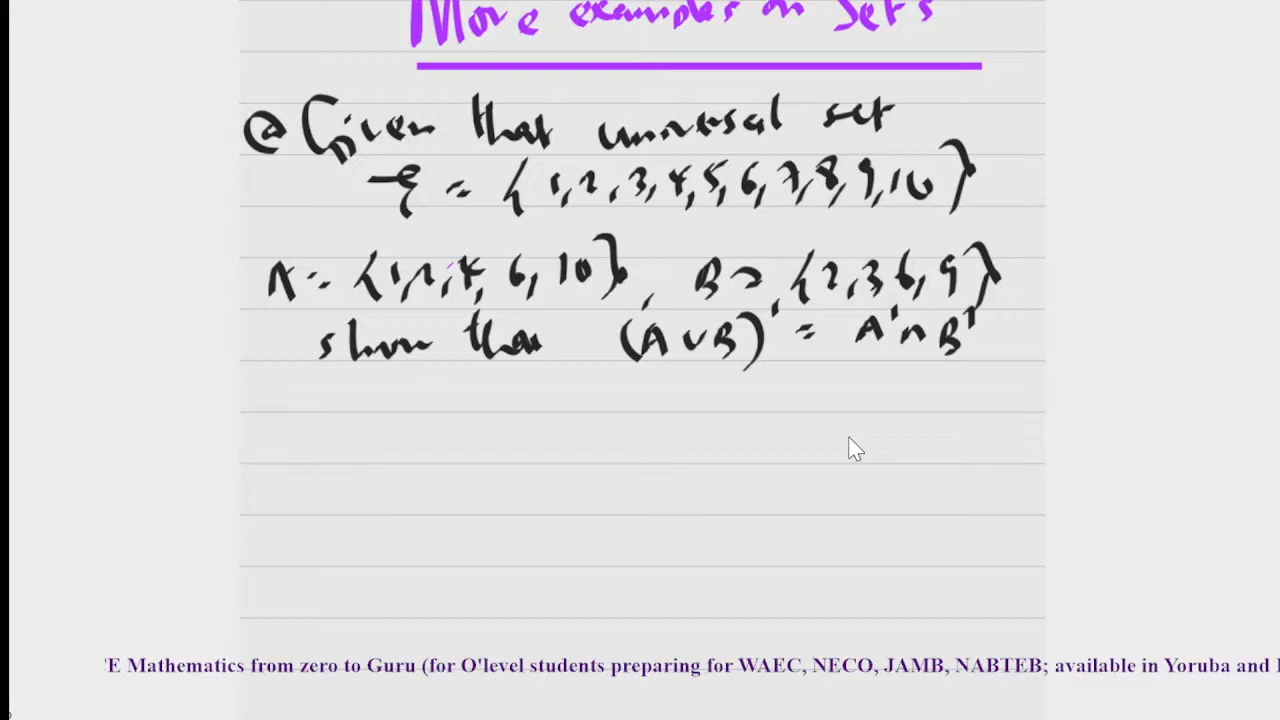 More examples on Sets
@ Given that universal set
ξ = {1,2,3,4,5,6,7,8,9,10}
A = {1,2,4,6,10}, B = {2,3,6,9}
show that (A∪B)' = A'∩B'
'E Mathematics from zero to Guru (for O'level students preparing for WAEC, NECO, JAMB, NABTEB; available in Yoruba and